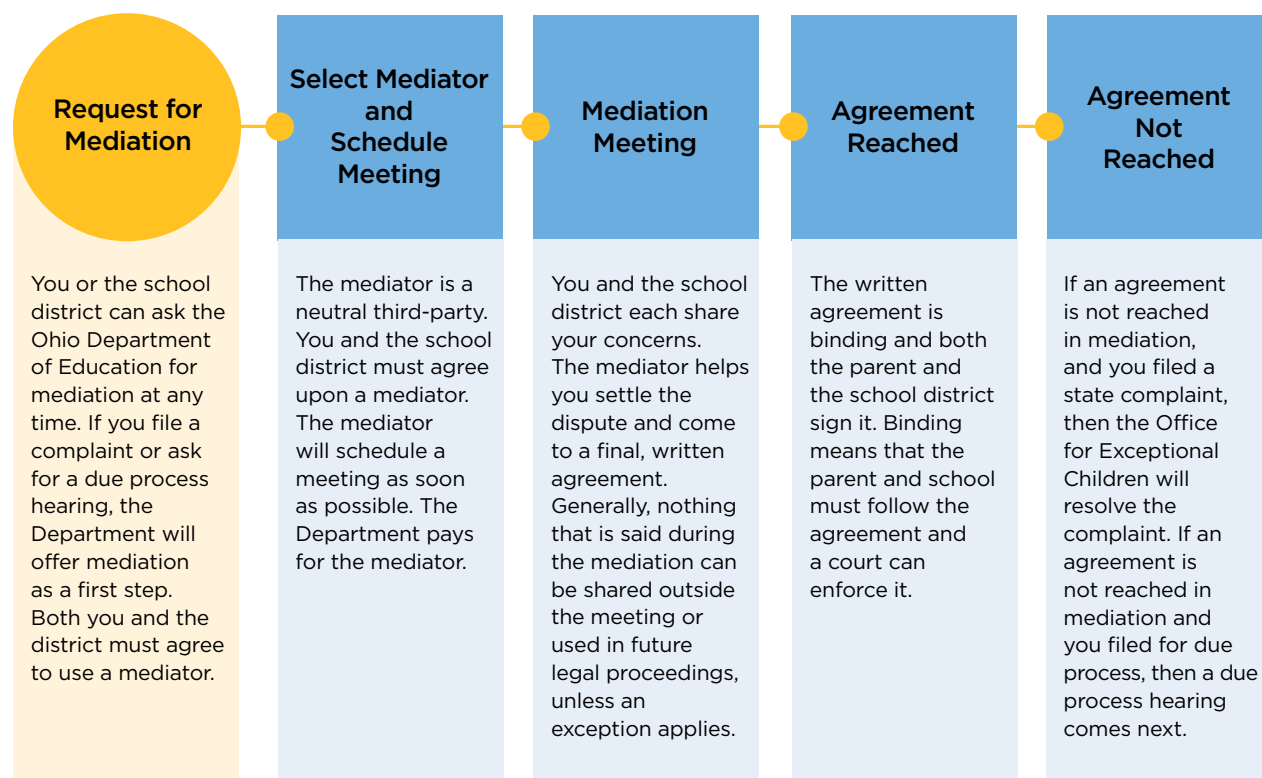 Request for
Mediation
You or the school
district can ask the
Ohio Department
of Education for
mediation at any
time. If you file a
complaint or ask
for a due process
hearing, the
Department will
offer mediation
as a first step.
Both you and the
district must agree
to use a mediator.
Select Mediator
and
Schedule
Meeting
The mediator is a
neutral third-party.
You and the school
district must agree
upon a mediator.
The mediator
will schedule a
meeting as soon
as possible. The
Department pays
for the mediator.
Mediation
Meeting
You and the school
district each share
your concerns.
The mediator helps
you settle the
dispute and come
to a final, written
agreement.
Generally, nothing
that is said during
the mediation can
be shared outside
the meeting or
used in future
legal proceedings,
unless an
exception applies.
Agreement
Reached
The written
agreement is
binding and both
the parent and
the school district
sign it. Binding
means that the
parent and school
must follow the
agreement and
a court can
enforce it.
Agreement
Not
Reached
If an agreement
is not reached
in mediation,
and you filed a
state complaint,
then the Office
for Exceptional
Children will
resolve the
complaint. If an
agreement is
not reached in
mediation and
you filed for due
process, then a due
process hearing
comes next.